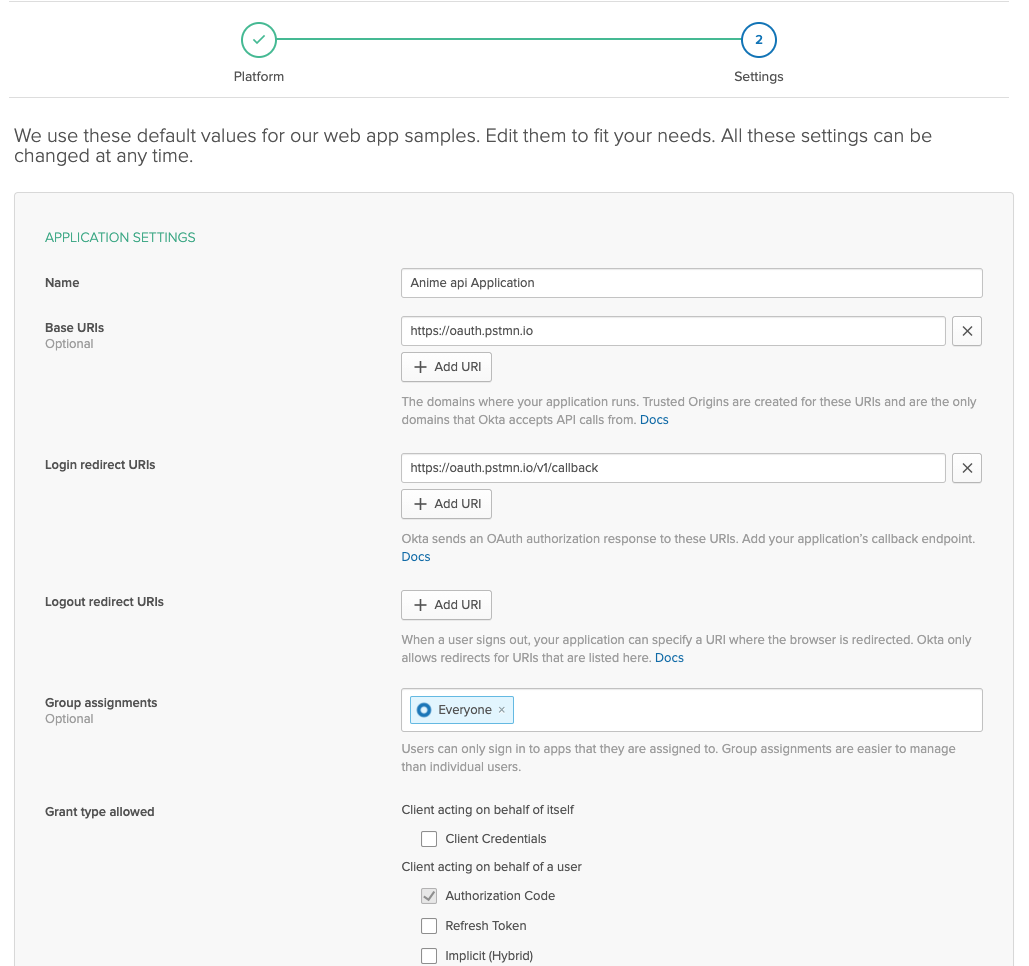 2
Platform
Settings
We use these default values for our web app samples. Edit them to fit your needs. All these settings can be
changed at any time.
APPLICATION SETTINGS
Name
Anime api Application
Base URIs
Optional
https://oauth.pstmn.io
Add URI
The domains where your application runs. Trusted Origins are created for these URIs and are the only
domains that Okta accepts API calls from. Docs
Login redirect URIs
https://oauth.pstmn.io/v1/callback
Add URI
Okta sends an OAuth authorization response to these URIs. Add your application’s callback endpoint.
Docs
Logout redirect URIs
Add URI
When a user signs out, your application can specify a URI where the browser is redirected. Okta only
allows redirects for URIs that are listed here. Docs
Group assignments
Optional
Everyone ×
Users can only sign in to apps that they are assigned to. Group assignments are easier to manage
than individual users.
Grant type allowed
Client acting on behalf of itself
Client Credentials
Client acting on behalf of a user
Authorization Code
Refresh Token
Implicit (Hybrid)